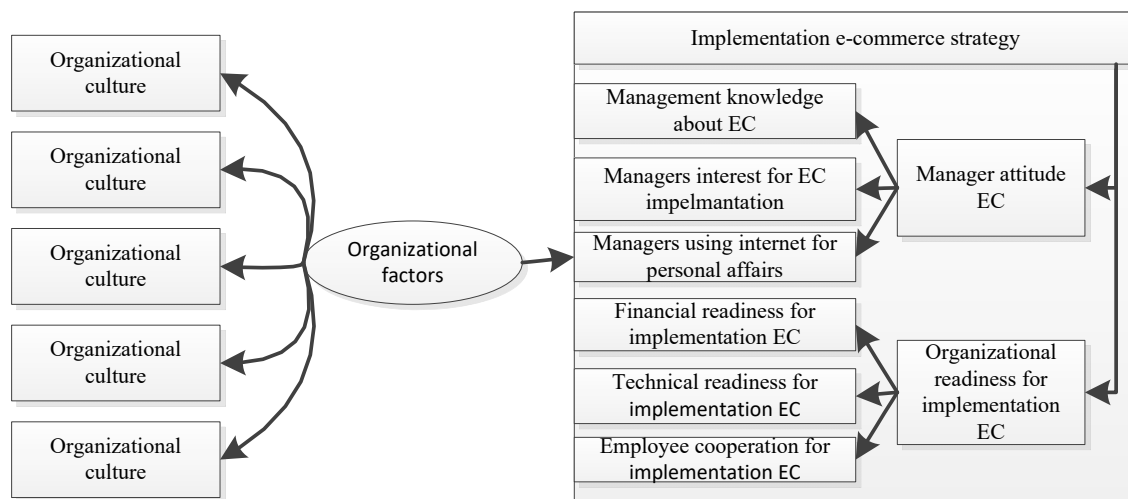 Organizational
culture
Organizational
culture
Organizational
culture
Organizational
culture
Organizational
culture
Organizational
factors
Implementation e-commerce strategy
Management knowledge
about EC
Managers interest for EC
impelmantation
Managers using internet for
personal affairs
Financial readiness for
implementation EC
Technical readiness for
implementation EC
Employee cooperation for
implementation EC
Manager attitude
EC
Organizational
readiness for
implementation
EC